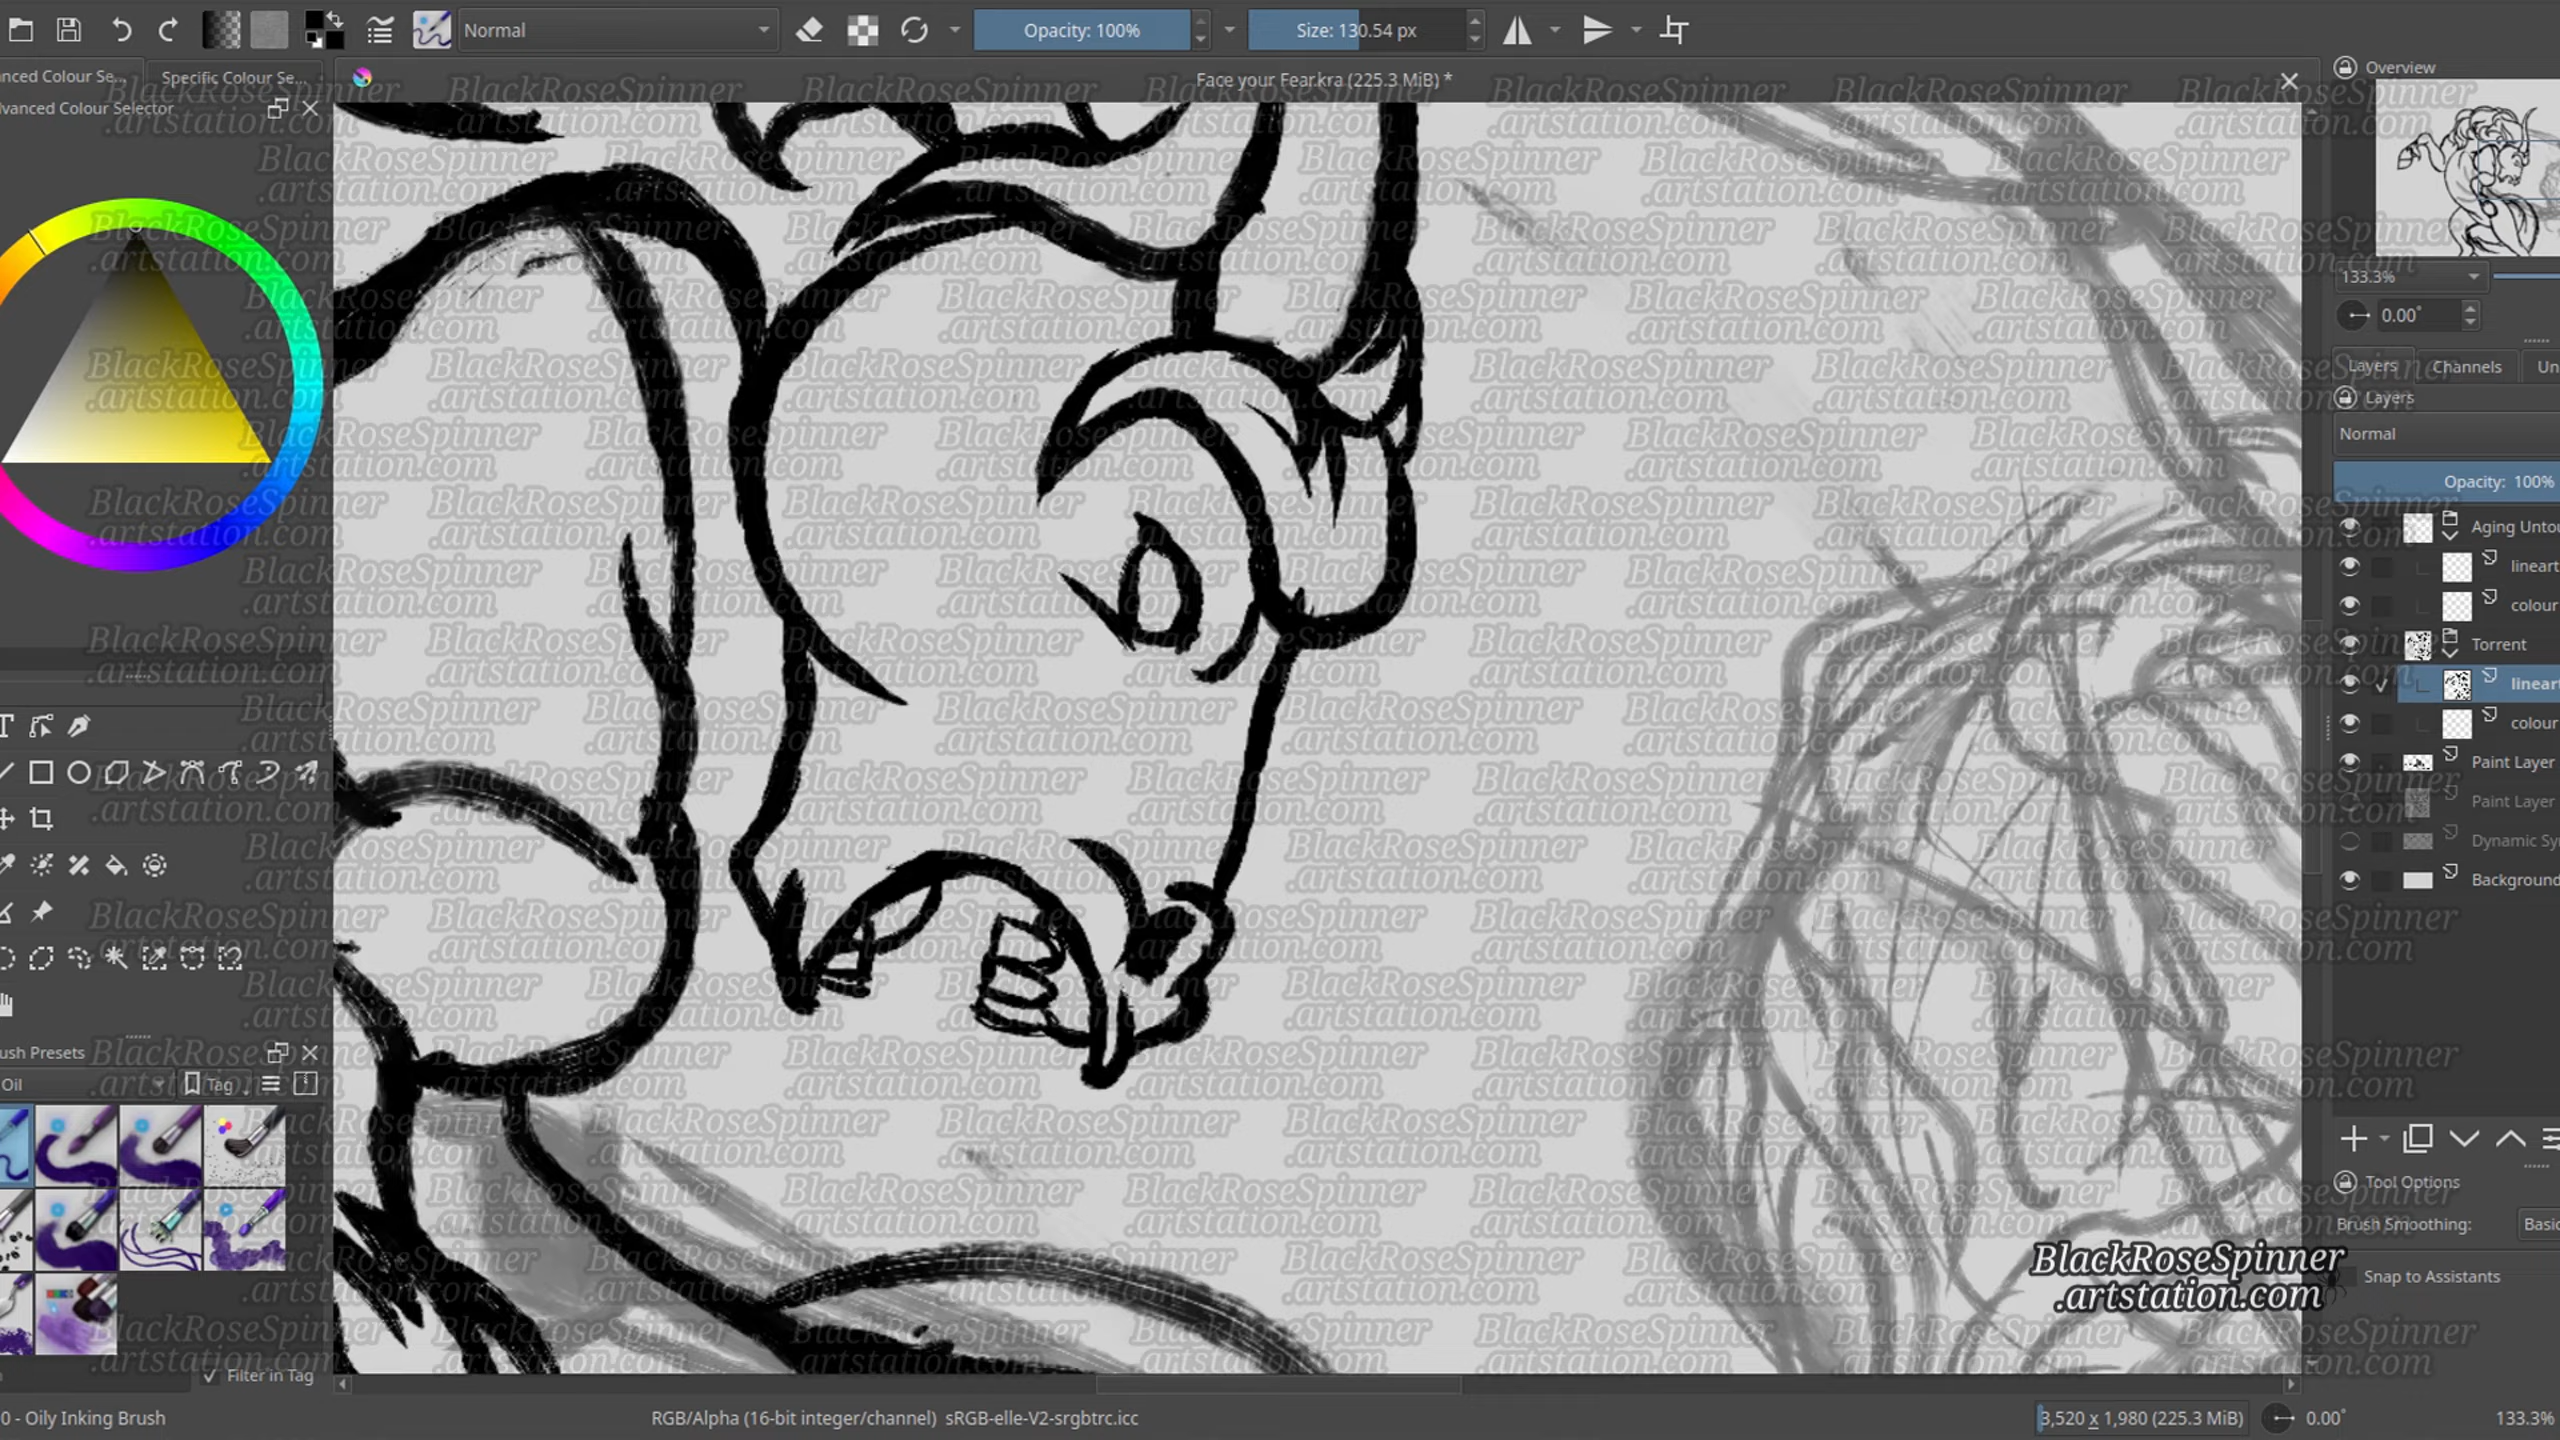 Normal
Opacity: 100%
Size: 130.54 px
nced Colour Se...
Specific Colour Se...
Face your Fear.kra (225.3 MiB) *
Overview
dvanced Colour Selector
133.3%
0.00°
Layers
Channels
Un
Layers
Normal
Opacity: 100%
Aging Unto
lineart
colour
Torrent
lineart
colour
Paint Layer
Paint Layer
Dynamic Sy
Background
ush Presets
Oil
Tag
Tool Options
Brush Smoothing:
Basic
Snap to Assistants
BlackRoseSpinner
.artstation.com
Filter in Tag
0 - Oily Inking Brush
RGB/Alpha (16-bit integer/channel) sRGB-elle-V2-srgbtrc.icc
3,520 x 1,980 (225.3 MiB)
0.00°
133.3%